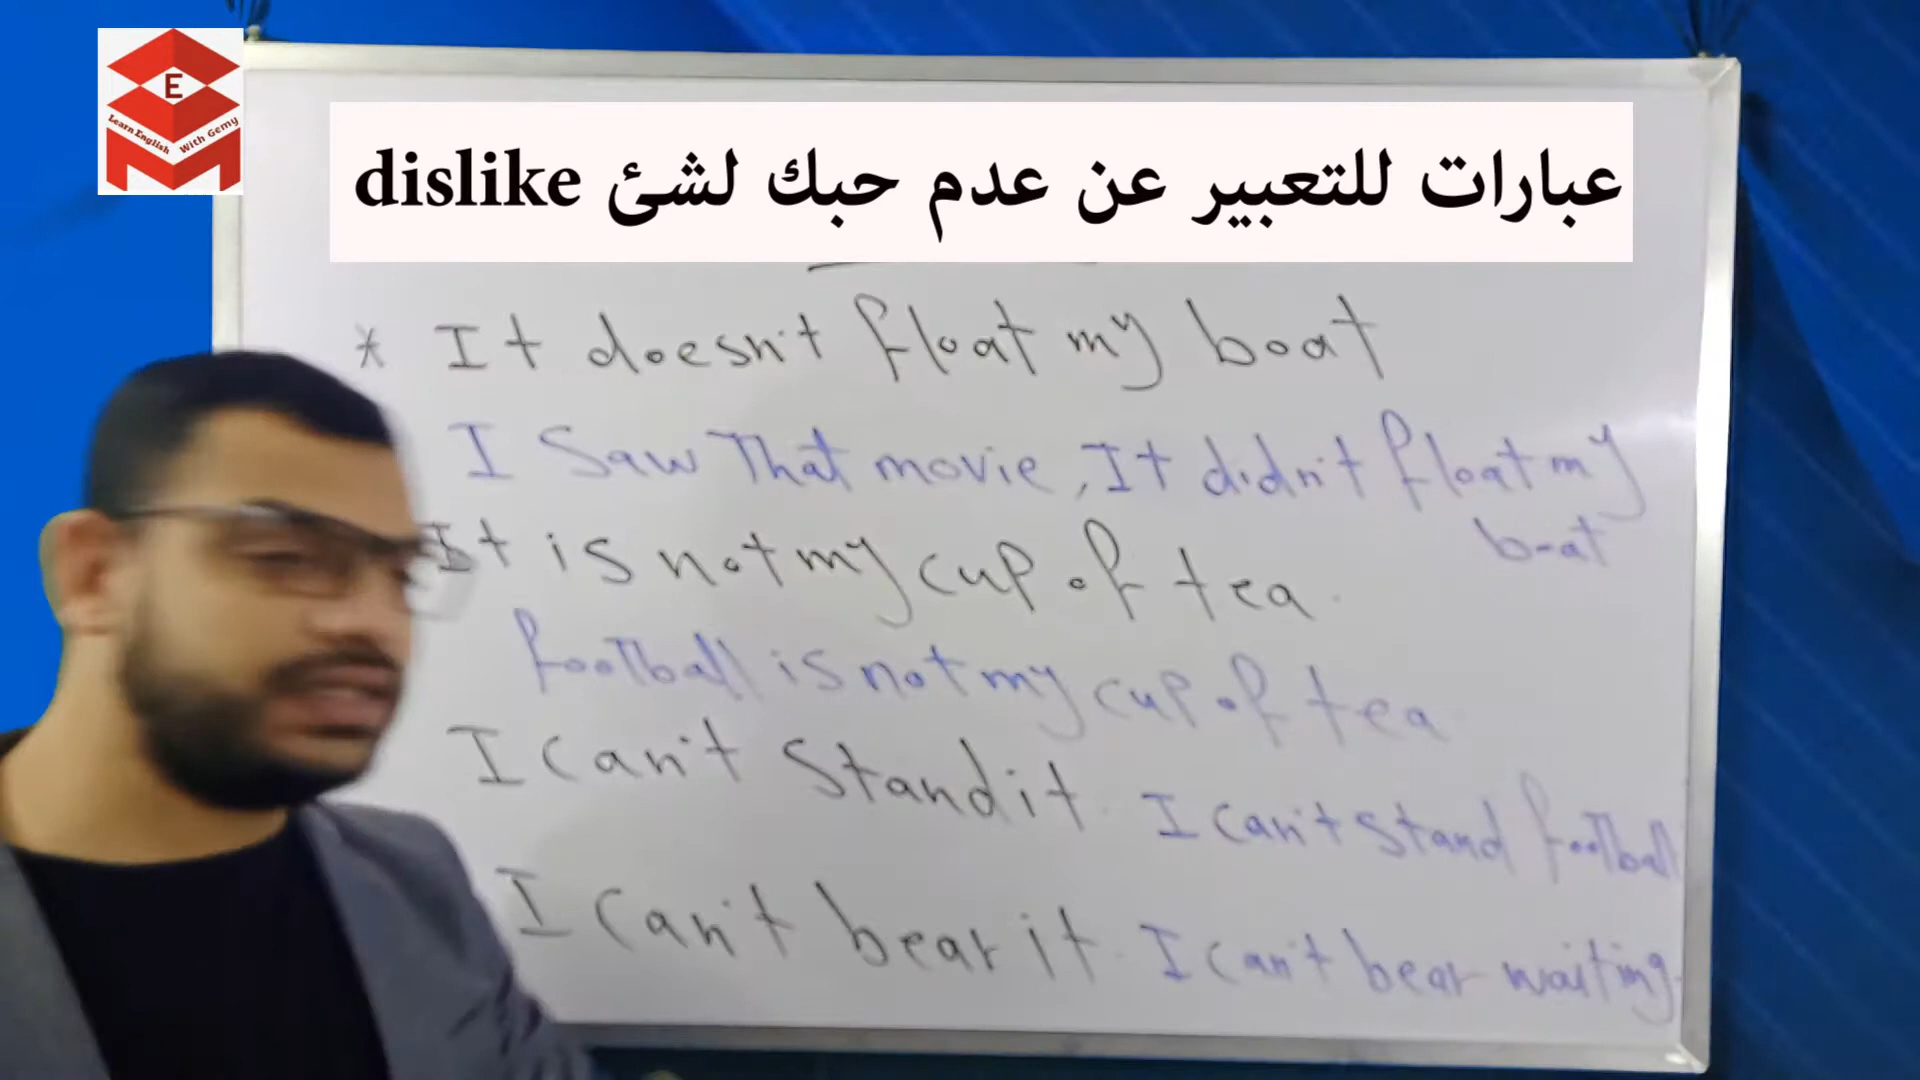 E
Learn English With Gemy
عبارات للتعبير عن عدم حبك لشئ dislike
* It doesn't float my boat
I Saw That movie, It didn't float my
boat
It is not my cup of tea.
football is not my cup of tea
I can't Stand it. I can't stand football
I can't bear it. I can't bear waiting.